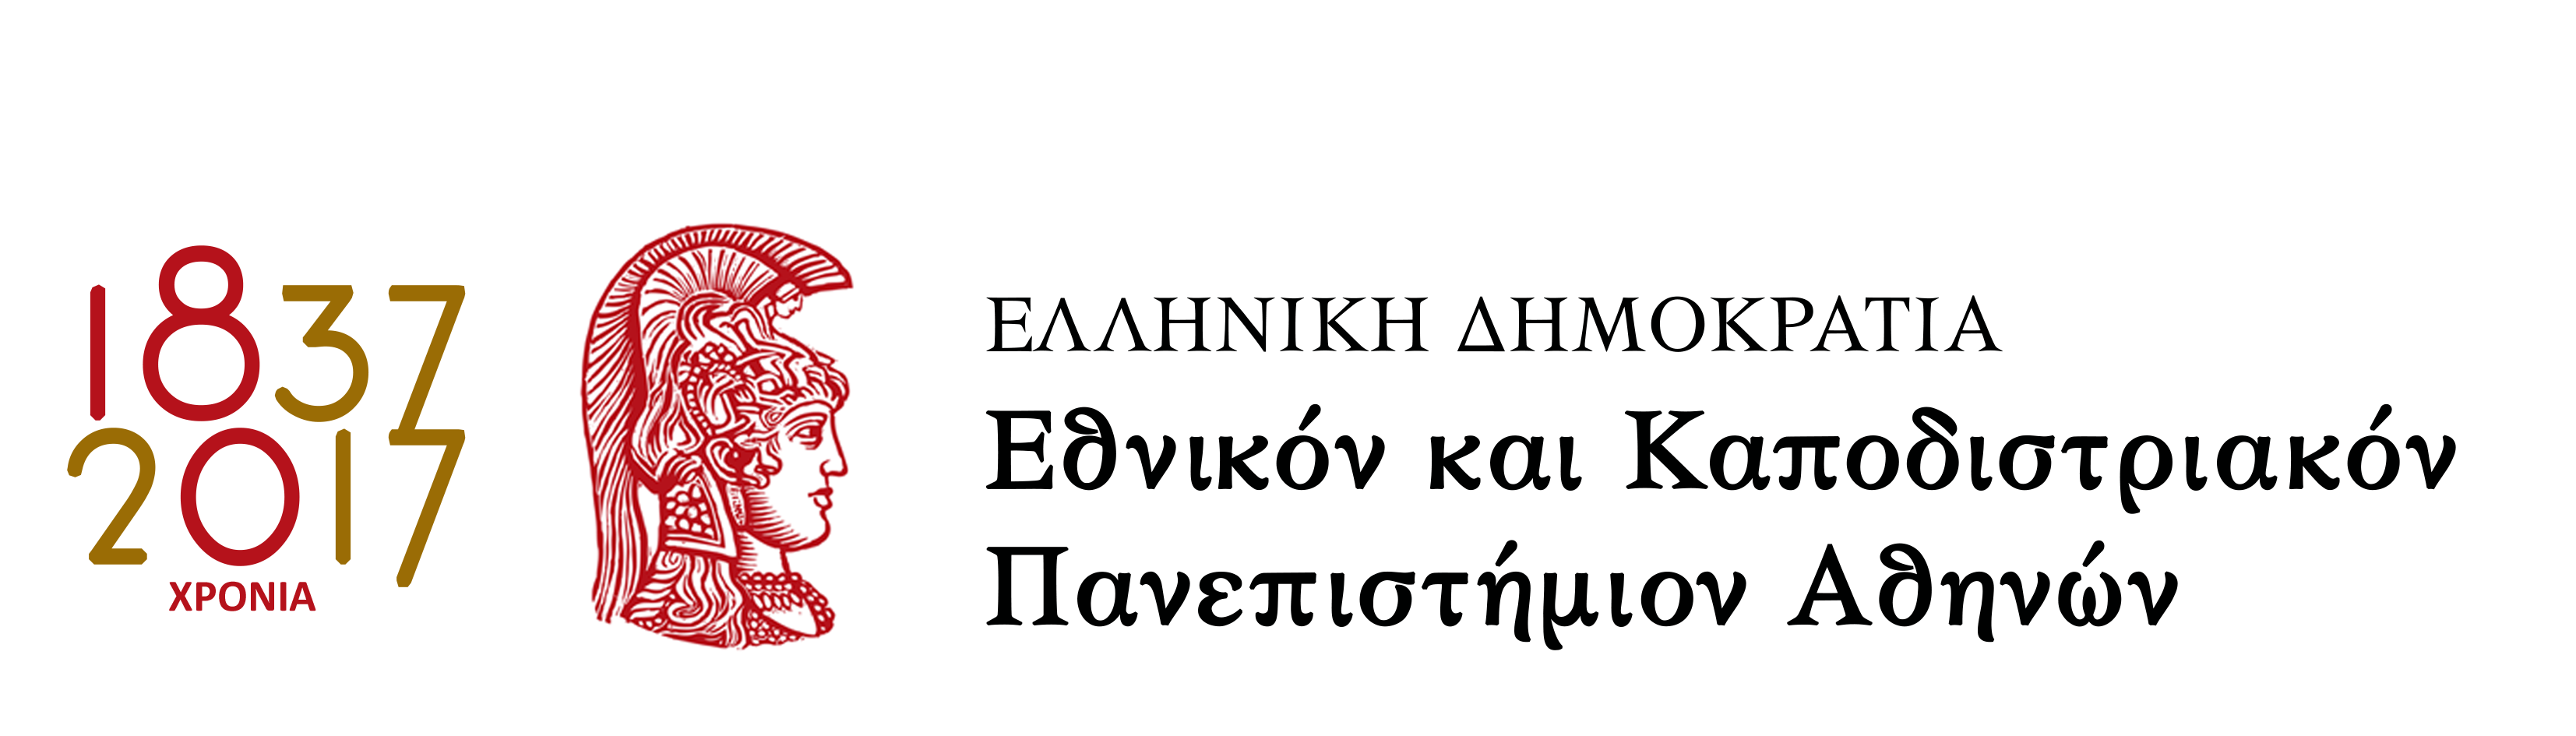 1837
2017
ΧΡΟΝΙΑ
ΕΛΛΗΝΙΚΗ ΔΗΜΟΚΡΑΤΙΑ
Εθνικόν και Καποδιστριακόν
Πανεπιστήμιον Αθηνών